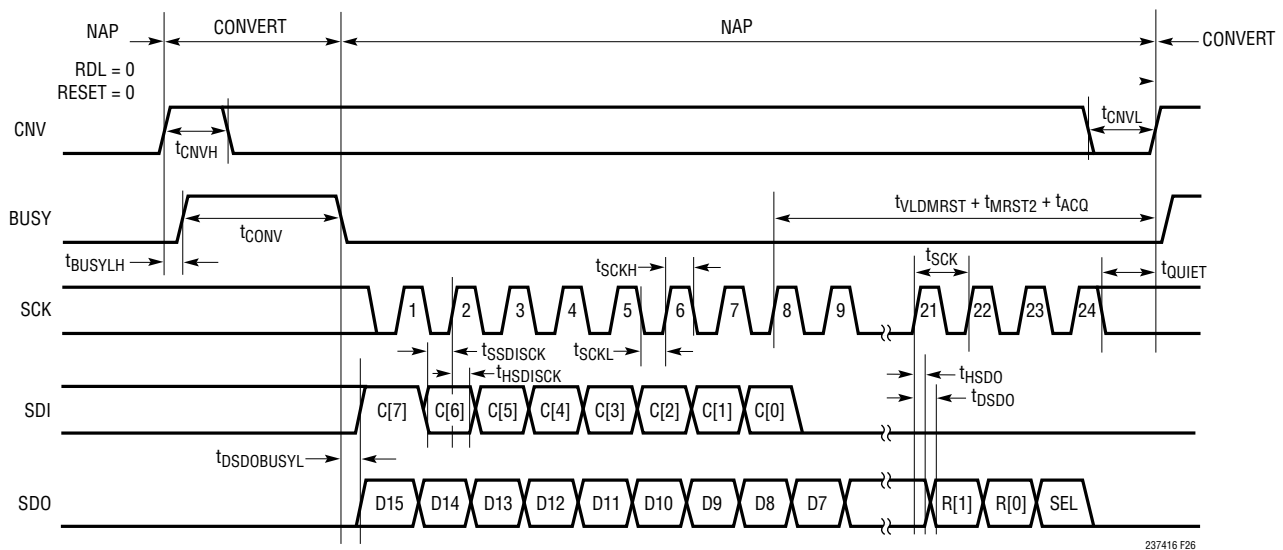 NAP CONVERT NAP CONVERT
RDL = 0
RESET = 0
CNV
tCNVH
tCNVL
BUSY
tVLDMRST + tMRST2 + tACQ
tCONV
tBUSYLH
tSCKH
tSCK
tQUIET
SCK
1 2 3 4 5 6 7 8 9 21 22 23 24
tSSDISCK
tSCKL
tHSDISCK
tHSDO
tDSDO
SDI
C[7] C[6] C[5] C[4] C[3] C[2] C[1] C[0]
tDSDOBUSYL
SDO
D15 D14 D13 D12 D11 D10 D9 D8 D7 R[1] R[0] SEL
237416 F26